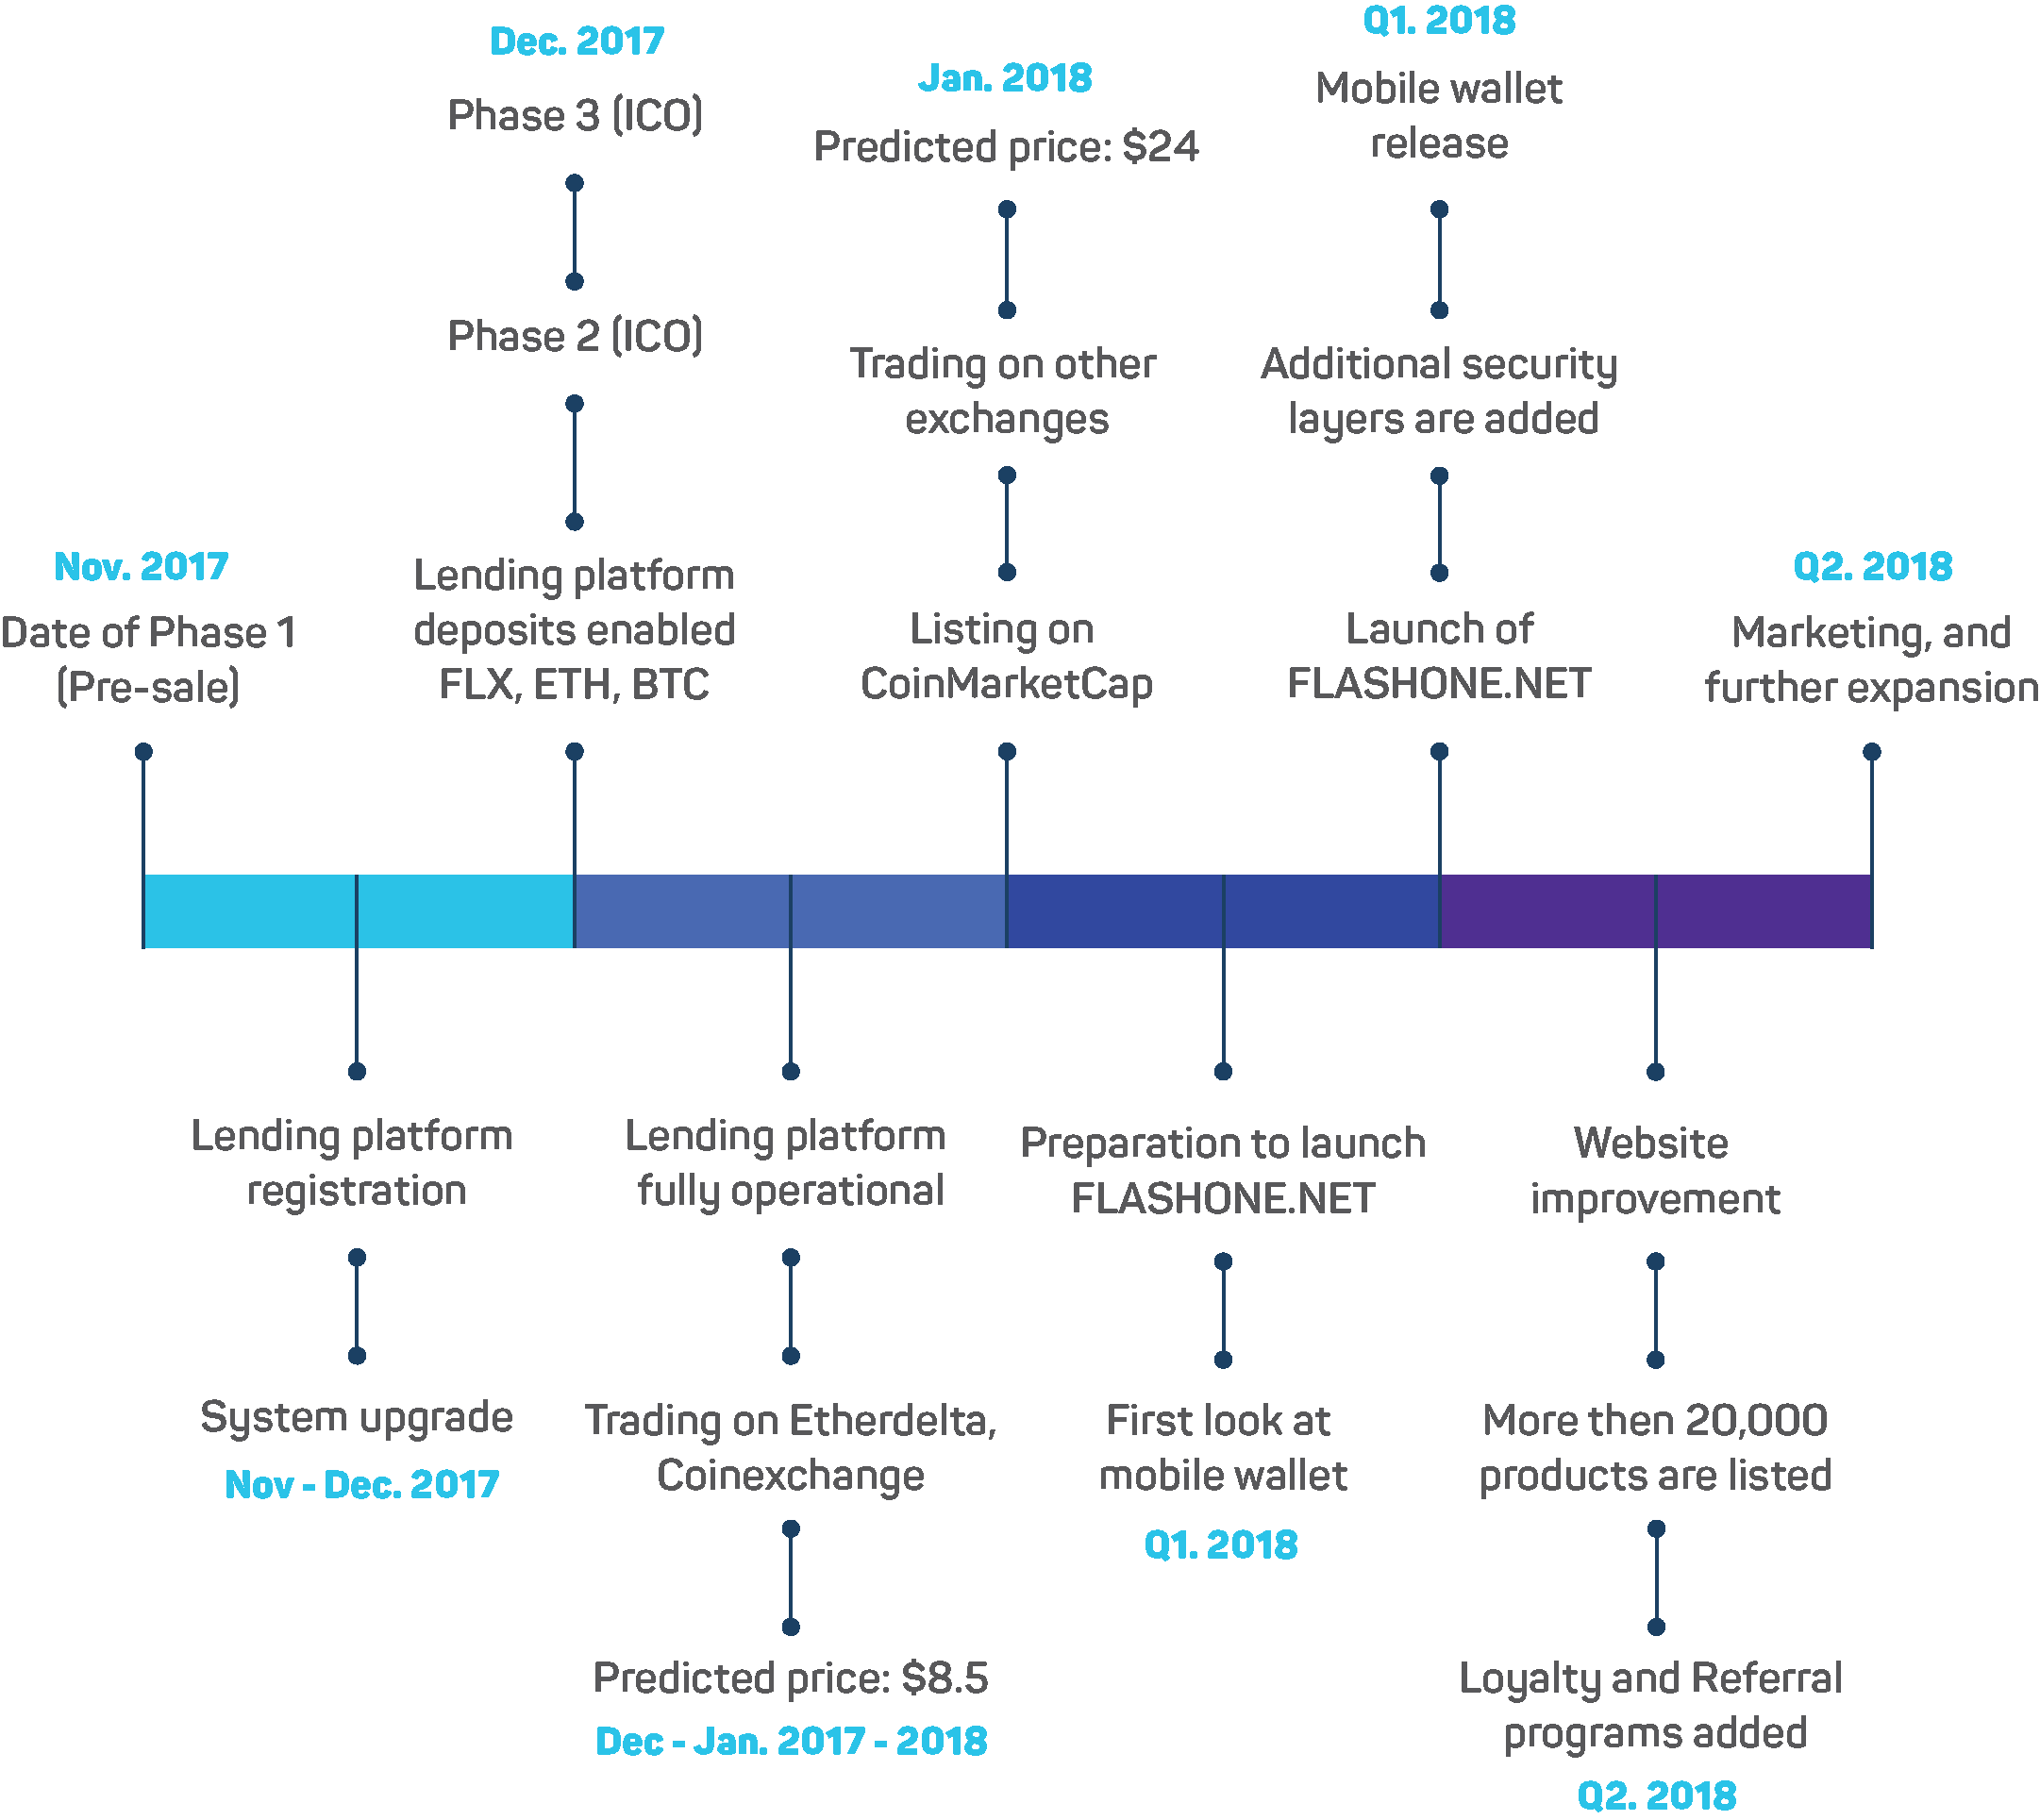 Nov. 2017
Date of Phase 1
(Pre-sale)
Dec. 2017
Phase 3 (ICO)
Phase 2 (ICO)
Lending platform
deposits enabled
FLX, ETH, BTC
Jan. 2018
Predicted price: $24
Trading on other
exchanges
Listing on
CoinMarketCap
Q1. 2018
Mobile wallet
release
Additional security
layers are added
Launch of
FLASHONE.NET
Q2. 2018
Marketing, and
further expansion
Lending platform
registration
System upgrade
Nov - Dec. 2017
Lending platform
fully operational
Trading on Etherdelta,
Coinexchange
Predicted price: $8.5
Dec - Jan. 2017 - 2018
Preparation to launch
FLASHONE.NET
First look at
mobile wallet
Q1. 2018
Website
improvement
More then 20,000
products are listed
Loyalty and Referral
programs added
Q2. 2018